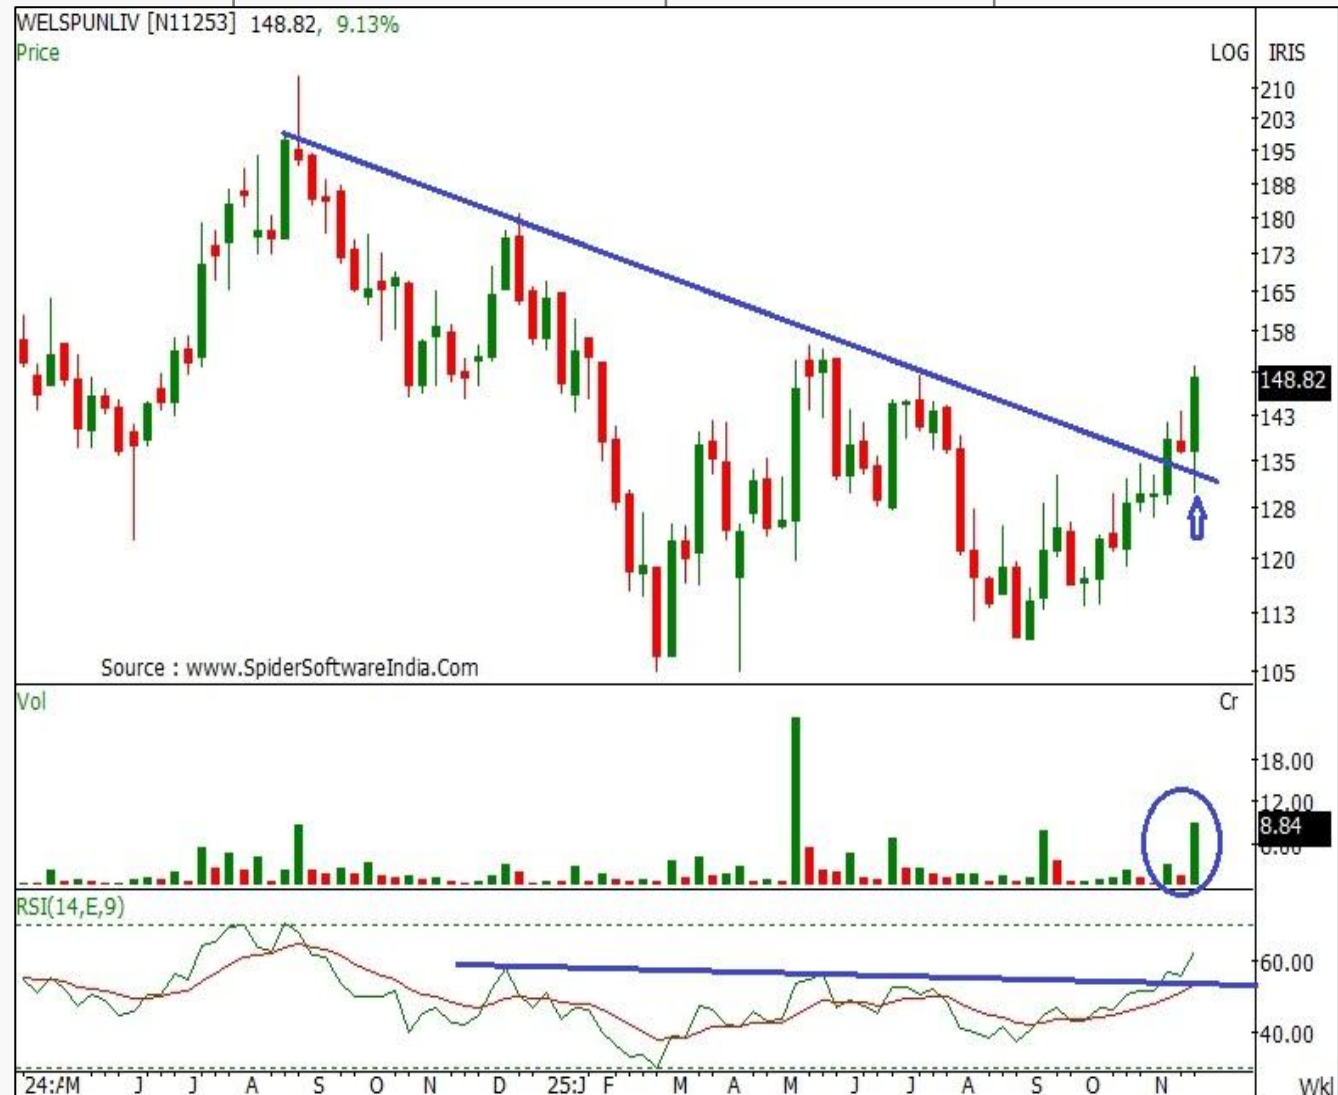 WELSPUNLIV [N11253] 148.82, 9.13%
Price
LOG IRIS
210
203
195
188
180
173
165
158
148.82
143
135
128
120
113
105
Source : www.SpiderSoftwareIndia.Com
Vol
Cr
18.00
12.00
8.84
RSI(14,E,9)
60.00
40.00
24: M J J A S O N D 25:J F M A M J J A S O N Wkl